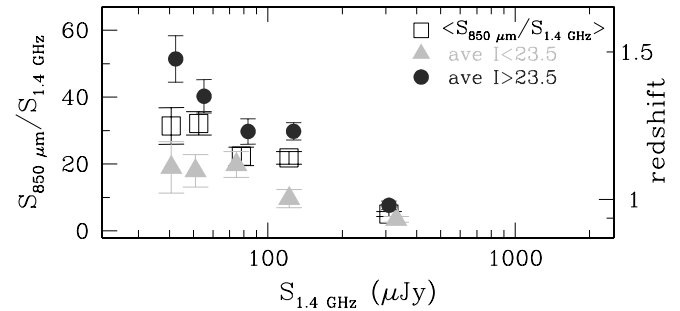 <S850 μm/S1.4 GHz>
ave I<23.5
ave I>23.5
60
40
20
0
S850 μm/S1.4 GHz
1.5
1
redshift
100
1000
S1.4 GHz (μJy)